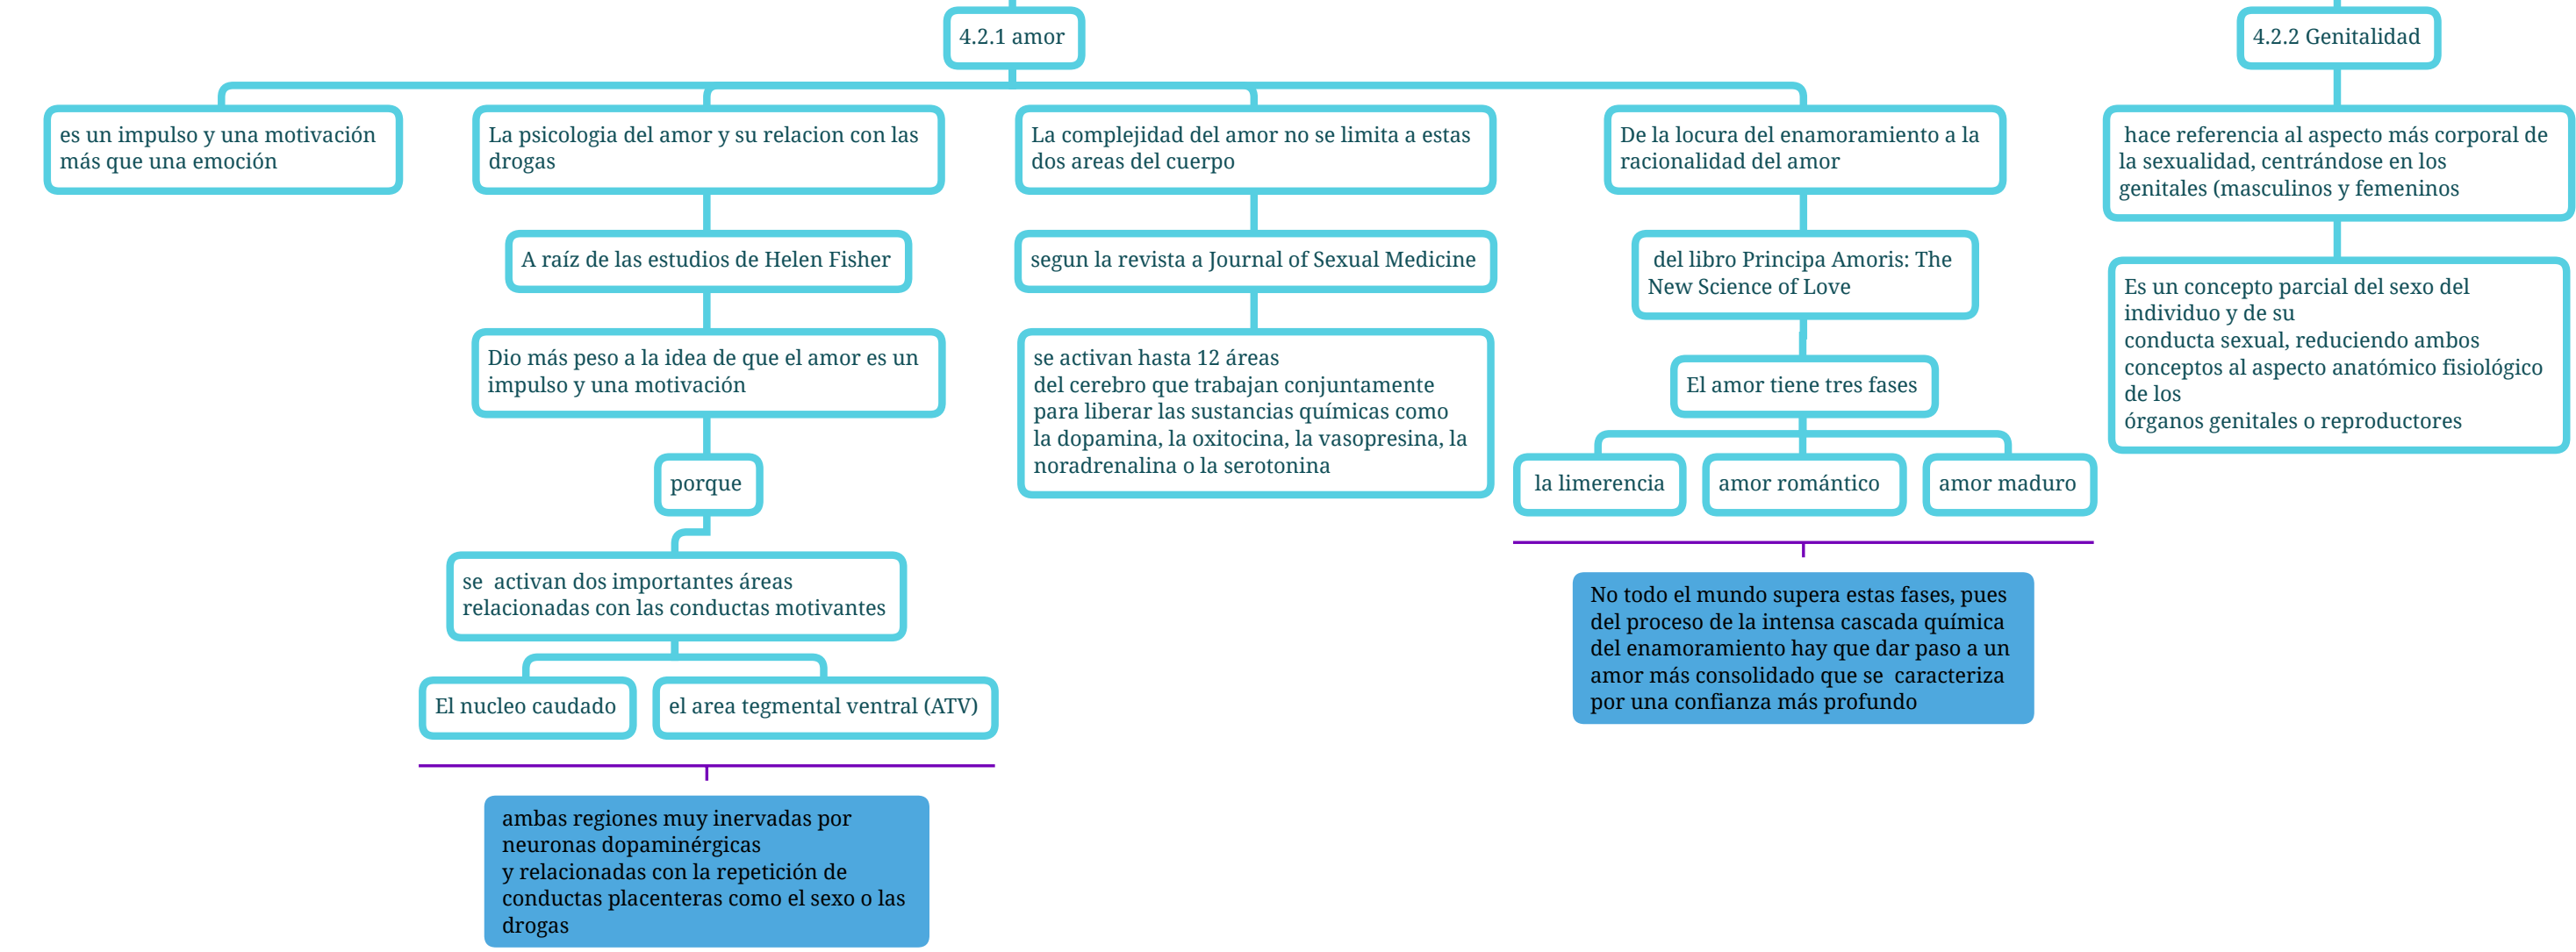 4.2.1 amor
4.2.2 Genitalidad
es un impulso y una motivación
más que una emoción
La psicologia del amor y su relacion con las
drogas
La complejidad del amor no se limita a estas
dos areas del cuerpo
De la locura del enamoramiento a la
racionalidad del amor
hace referencia al aspecto más corporal de
la sexualidad, centrándose en los
genitales (masculinos y femeninos
A raíz de las estudios de Helen Fisher
segun la revista a Journal of Sexual Medicine
del libro Principa Amoris: The
New Science of Love
Es un concepto parcial del sexo del
individuo y de su
conducta sexual, reduciendo ambos
conceptos al aspecto anatómico fisiológico
de los
órganos genitales o reproductores
Dio más peso a la idea de que el amor es un
impulso y una motivación
se activan hasta 12 áreas
del cerebro que trabajan conjuntamente
para liberar las sustancias químicas como
la dopamina, la oxitocina, la vasopresina, la
noradrenalina o la serotonina
El amor tiene tres fases
porque
la limerencia
amor romántico
amor maduro
se  activan dos importantes áreas
relacionadas con las conductas motivantes
No todo el mundo supera estas fases, pues
del proceso de la intensa cascada química
del enamoramiento hay que dar paso a un
amor más consolidado que se  caracteriza
por una confianza más profundo
El nucleo caudado
el area tegmental ventral (ATV)
ambas regiones muy inervadas por
neuronas dopaminérgicas
y relacionadas con la repetición de
conductas placenteras como el sexo o las
drogas